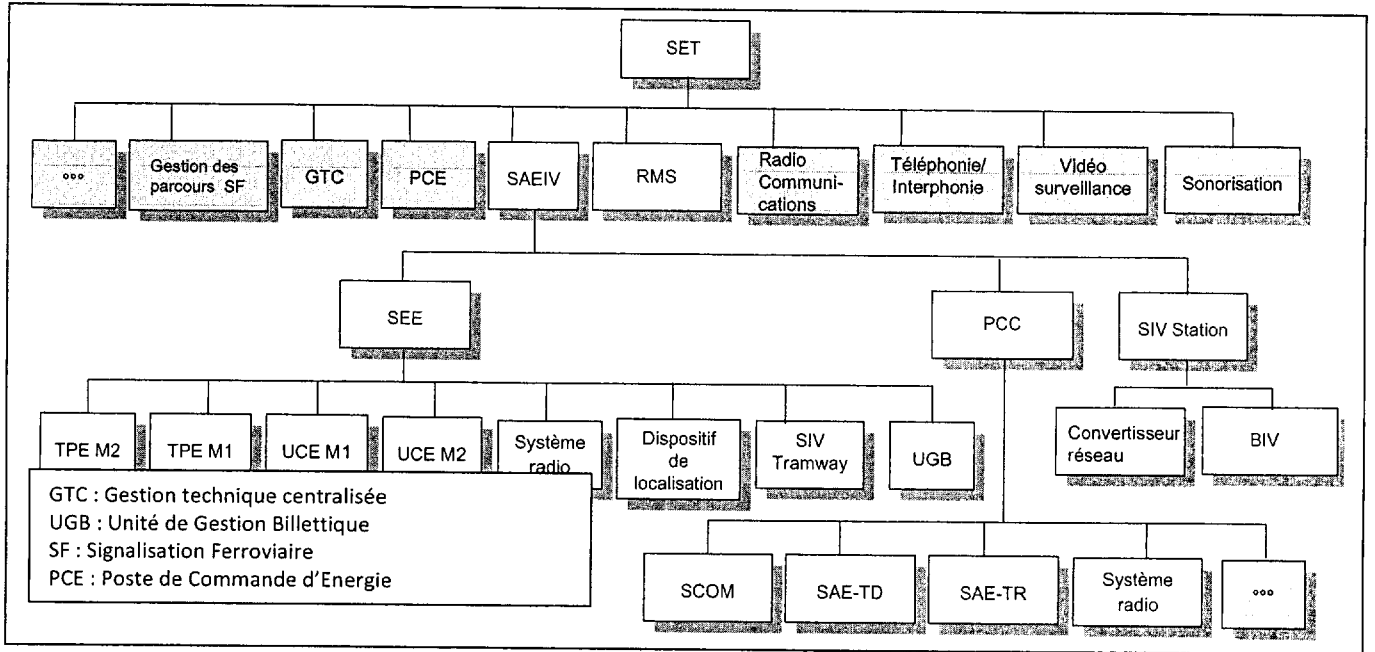 SET
°°°
Gestion des
parcours SF
GTC
PCE
SAEIV
RMS
Radio
Communi-
cations
Téléphonie/
Interphonie
Vidéo
surveillance
Sonorisation
SEE
PCC
SIV Station
TPE M2
TPE M1
UCE M1
UCE M2
Système
radio
Dispositif
de
localisation
SIV
Tramway
UGB
Convertisseur
réseau
BIV
GTC : Gestion technique centralisée
UGB : Unité de Gestion Billettique
SF : Signalisation Ferroviaire
PCE : Poste de Commande d'Energie
SCOM
SAE-TD
SAE-TR
Système
radio
°°°